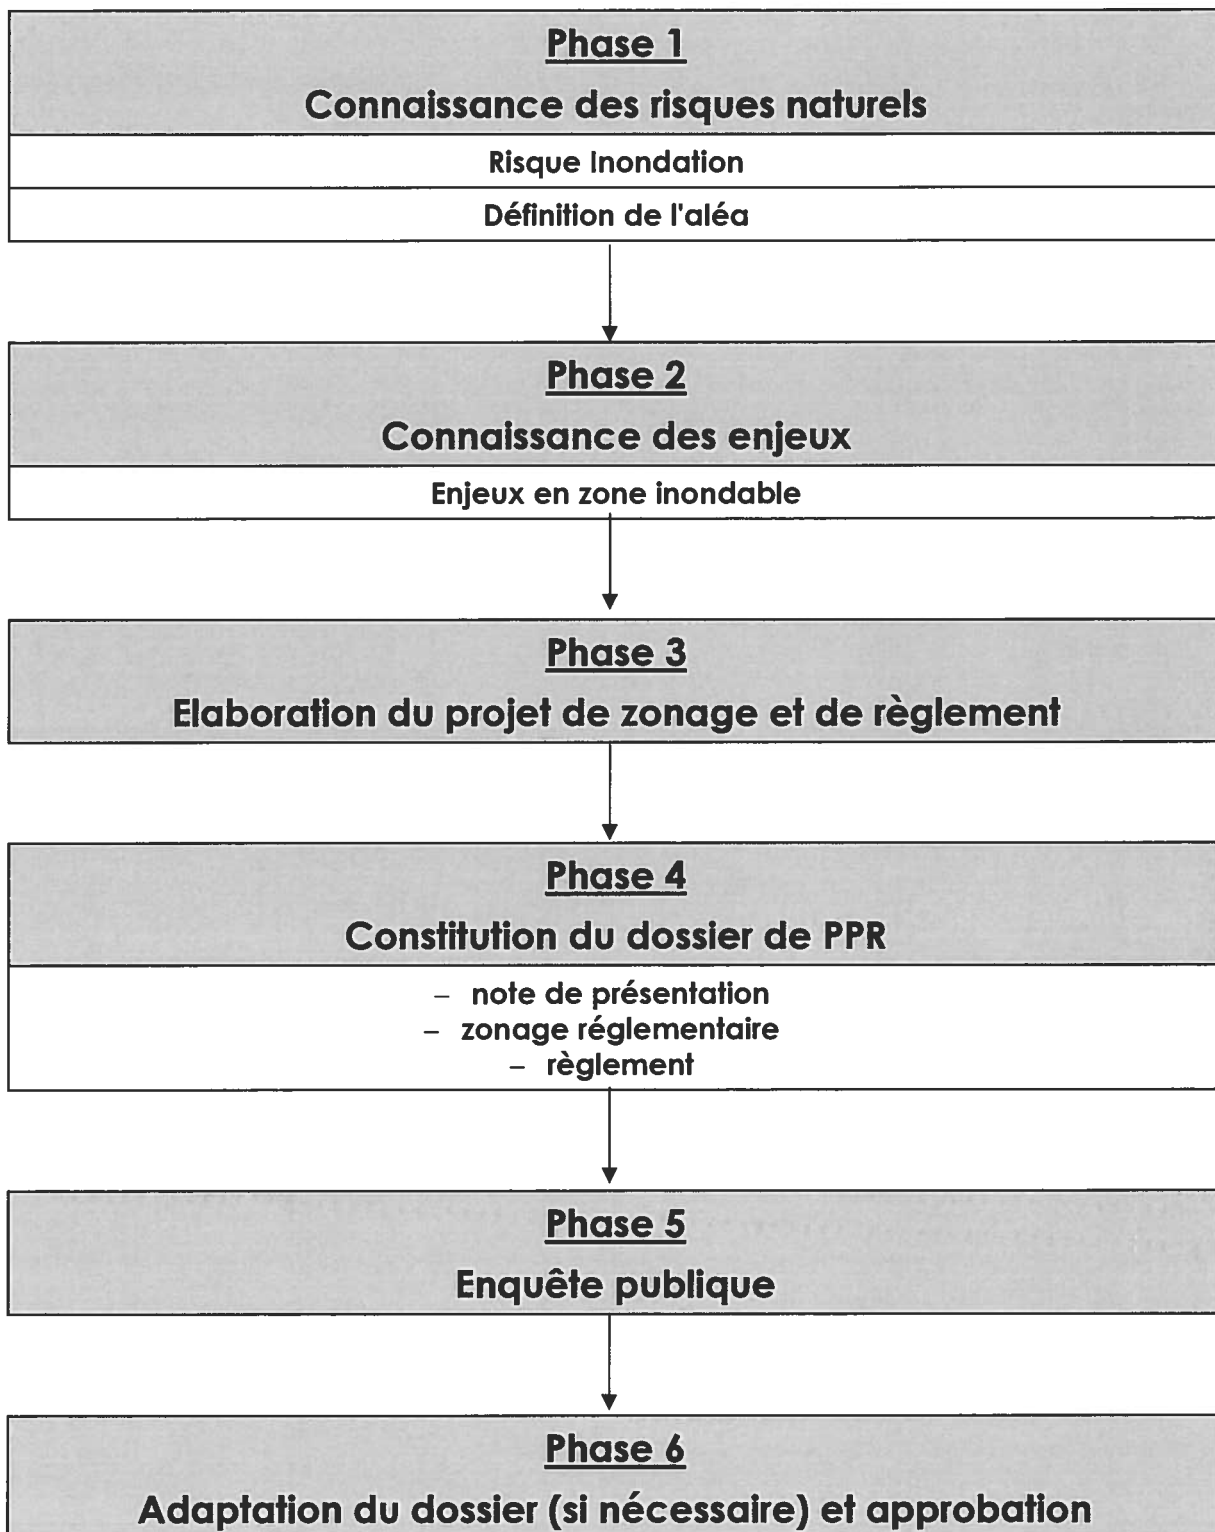 Phase 1
Connaissance des risques naturels
Risque Inondation
Définition de l'aléa
Phase 2
Connaissance des enjeux
Enjeux en zone inondable
Phase 3
Elaboration du projet de zonage et de règlement
Phase 4
Constitution du dossier de PPR
– note de présentation
– zonage réglementaire
– règlement
Phase 5
Enquête publique
Phase 6
Adaptation du dossier (si nécessaire) et approbation